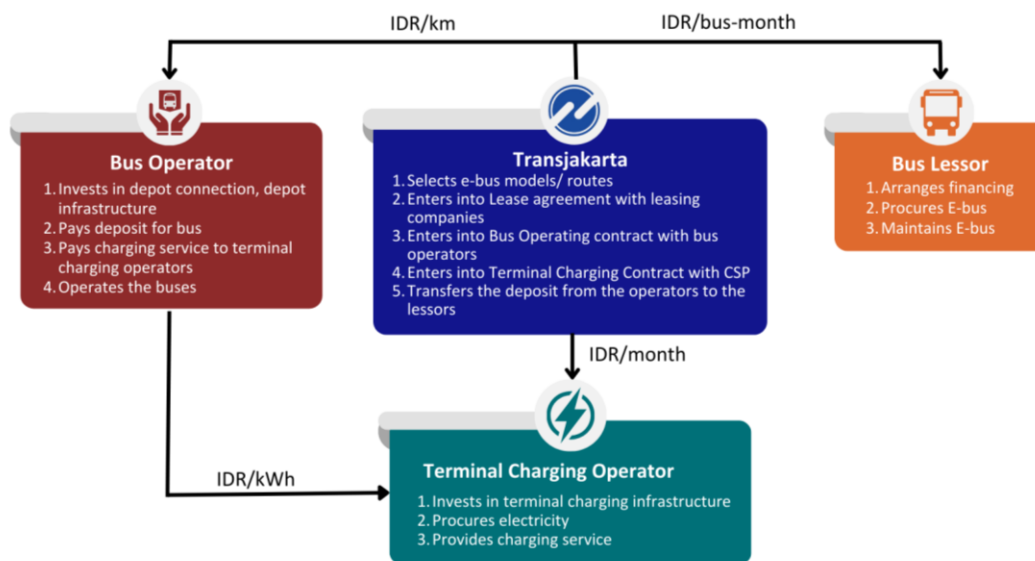 IDR/km
IDR/bus-month
Bus Operator
1. Invests in depot connection, depot
infrastructure
2. Pays deposit for bus
3. Pays charging service to terminal
charging operators
4. Operates the buses
Transjakarta
1. Selects e-bus models/ routes
2. Enters into Lease agreement with leasing
companies
3. Enters into Bus Operating contract with bus
operators
4. Enters into Terminal Charging Contract with CSP
5. Transfers the deposit from the operators to the
lessors
Bus Lessor
1. Arranges financing
2. Procures E-bus
3. Maintains E-bus
IDR/month
IDR/kWh
Terminal Charging Operator
1. Invests in terminal charging infrastructure
2. Procures electricity
3. Provides charging service